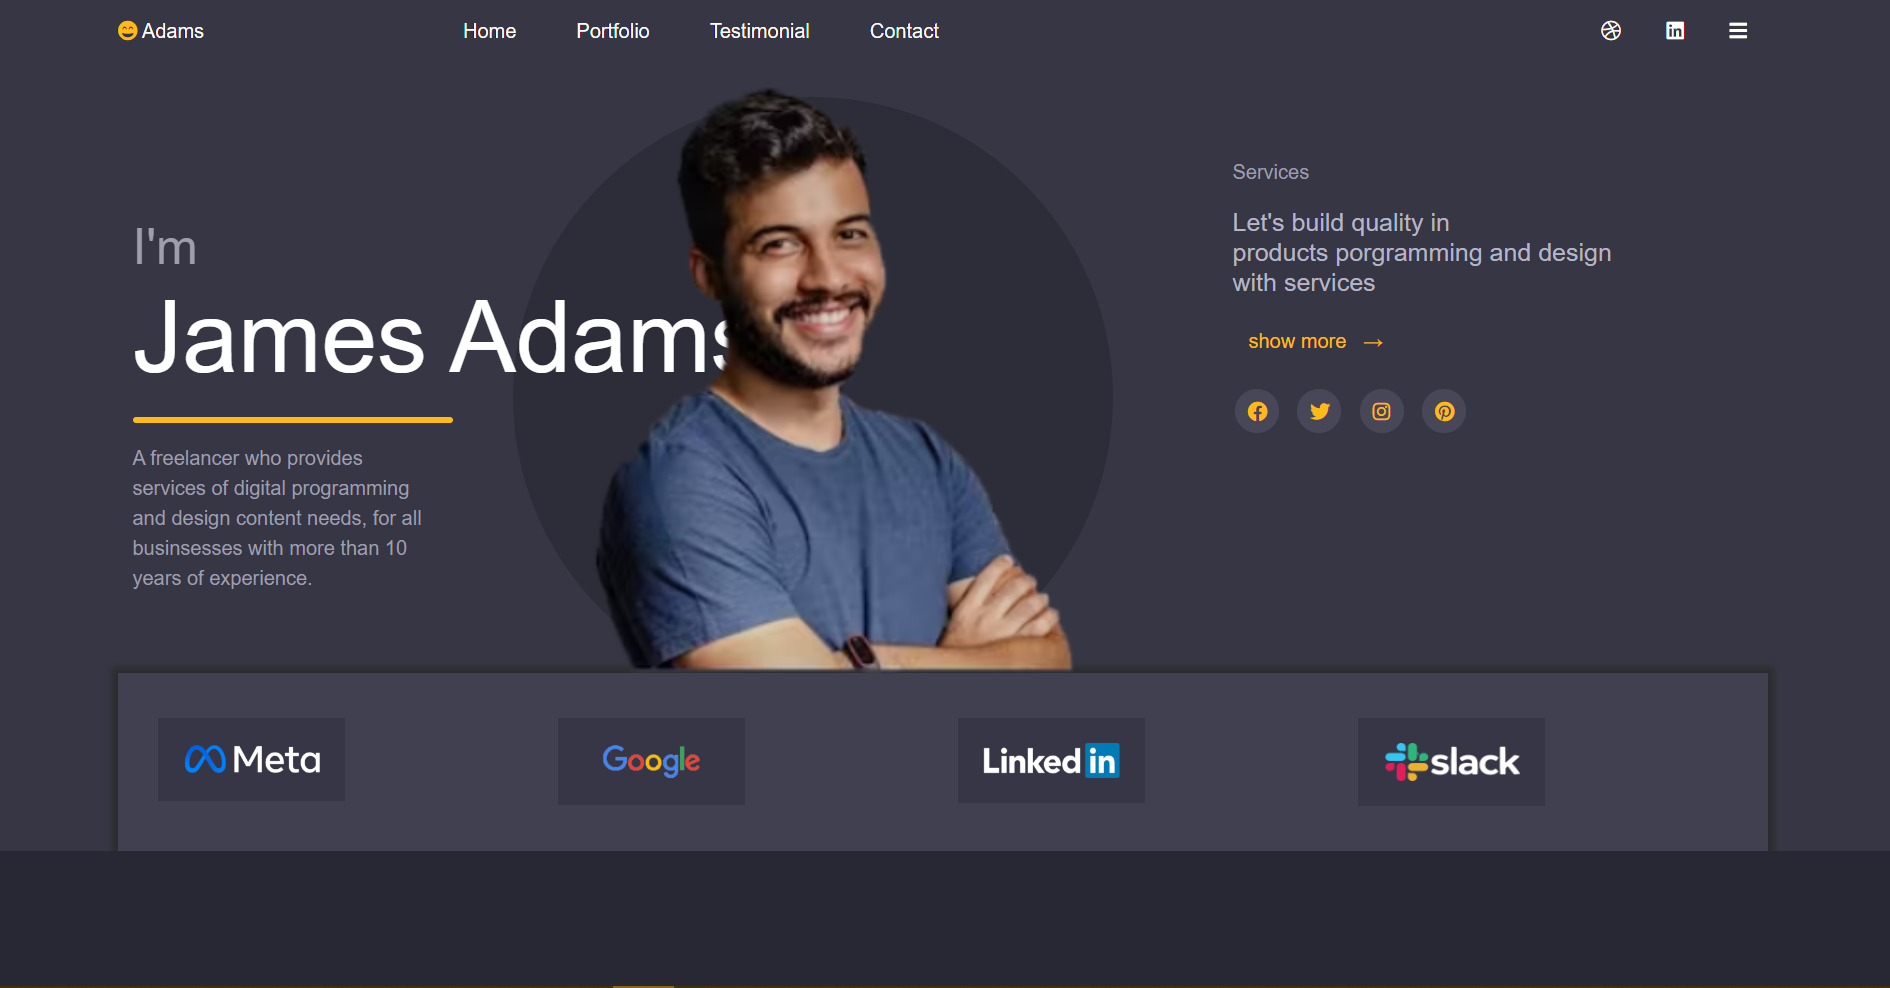 Adams
Home
Portfolio
Testimonial
Contact
I'm
James Adams
A freelancer who provides
services of digital programming
and design content needs, for all
businsesses with more than 10
years of experience.
Services
Let's build quality in
products porgramming and design
with services
show more →
Meta
Google
Linked in
slack